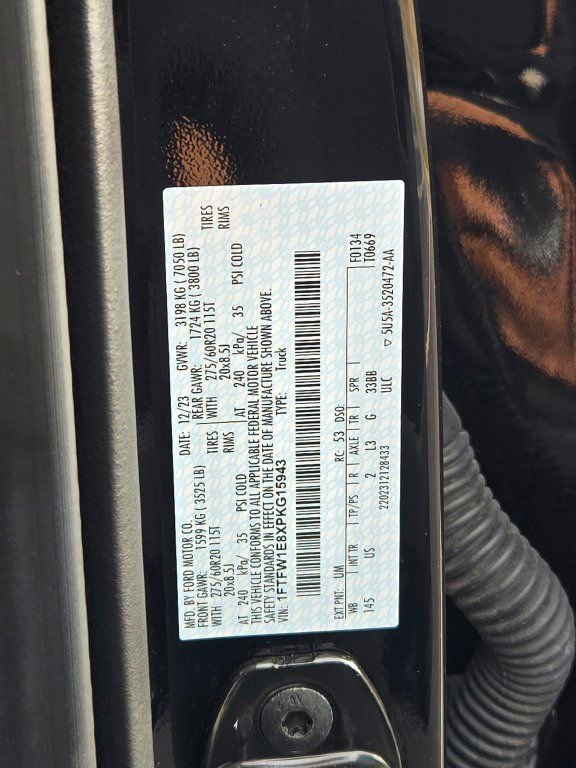 MFD. BY FORD MOTOR CO. DATE: 12/23 GVWR: 3198 KG ( 7050 LB)
FRONT GAWR: 1599 KG ( 3525 LB) REAR GAWR: 1724 KG ( 3800 LB)
WITH 275/60R20 115T TIRES WITH 275/60R20 115T TIRES
20x8.5J RIMS 20x8.5J RIMS
AT 240 kPa/ 35 PSI COLD AT 240 kPa/ 35 PSI COLD
THIS VEHICLE CONFORMS TO ALL APPLICABLE FEDERAL MOTOR VEHICLE
SAFETY STANDARDS IN EFFECT ON THE DATE OF MANUFACTURE SHOWN ABOVE.
VIN: 1FTFW1E8XPKG15943 TYPE: Truck
F0134
T0669
EXT PNT: UM RC: 53 DSO:
WB INT TR TP/PS R AXLE TR SPR
145 US 2 L3 G 33BB
2202312128433 ULC ▽ 5U5A-3520472-AA